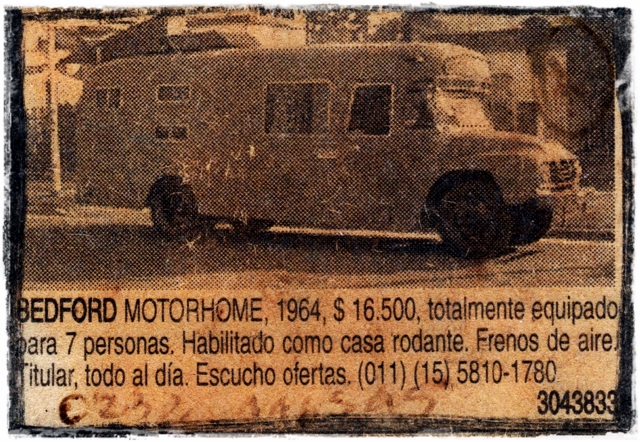 BEDFORD MOTORHOME, 1964, $ 16.500, totalmente equipado
para 7 personas. Habilitado como casa rodante. Frenos de aire.
Titular, todo al día. Escucho ofertas. (011) (15) 5810-1780
3043833